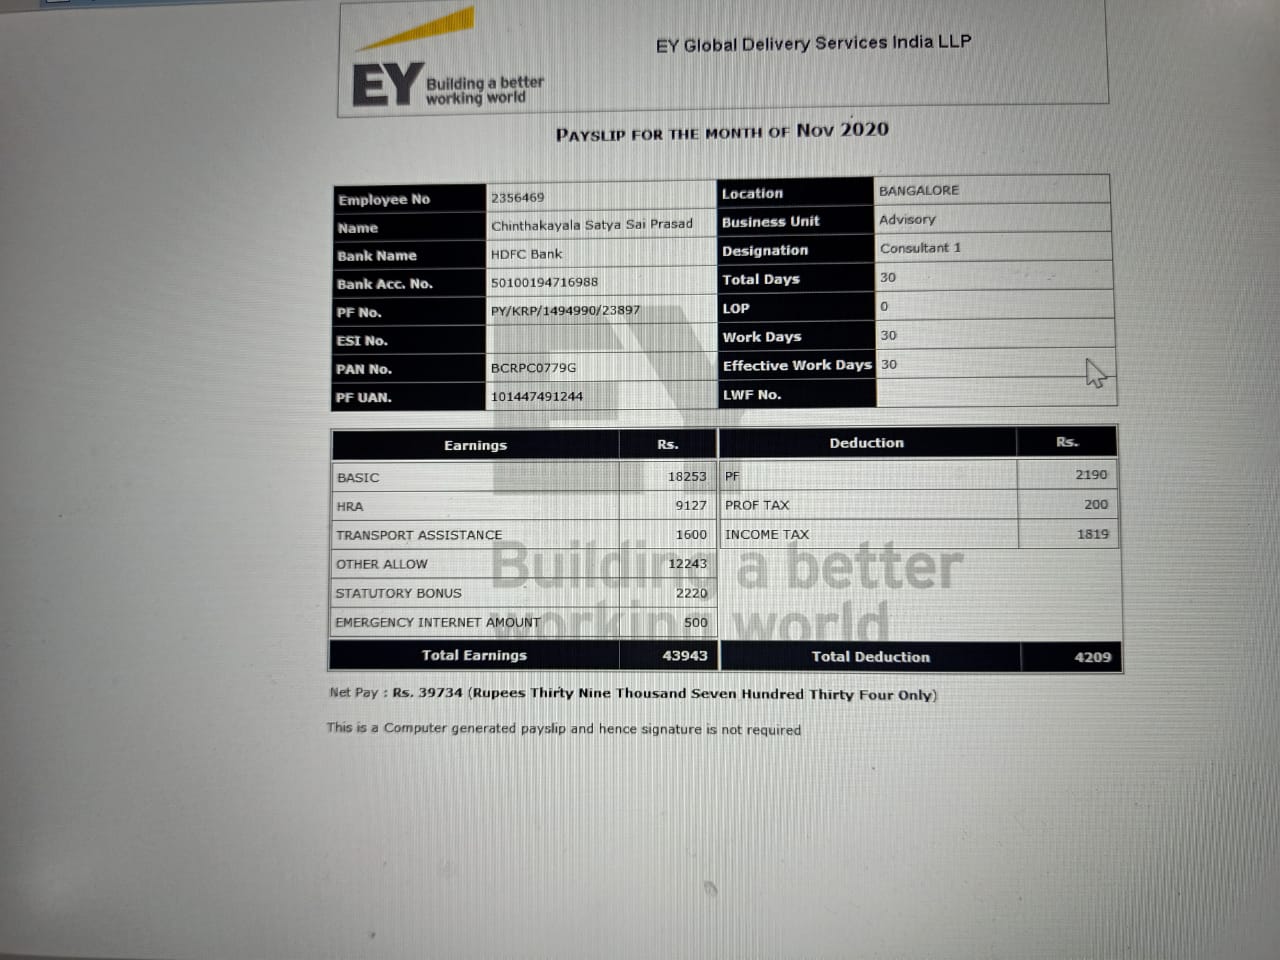 EY Building a better
working world
EY Global Delivery Services India LLP
PAYSLIP FOR THE MONTH OF NOV 2020
Employee No 2356469 Location BANGALORE
Name Chinthakayala Satya Sai Prasad Business Unit Advisory
Bank Name HDFC Bank Designation Consultant 1
Bank Acc. No. 50100194716988 Total Days 30
PF No. PY/KRP/1494990/23897 LOP 0
ESI No. Work Days 30
PAN No. BCRPC0779G Effective Work Days 30
PF UAN. 101447491244 LWF No.
Earnings Rs. Deduction Rs.
BASIC 18253 PF 2190
HRA 9127 PROF TAX 200
TRANSPORT ASSISTANCE 1600 INCOME TAX 1819
OTHER ALLOW 12243
STATUTORY BONUS 2220
EMERGENCY INTERNET AMOUNT 500
Total Earnings 43943 Total Deduction 4209
EY
Building a better
working world
Net Pay : Rs. 39734 (Rupees Thirty Nine Thousand Seven Hundred Thirty Four Only)
This is a Computer generated payslip and hence signature is not required